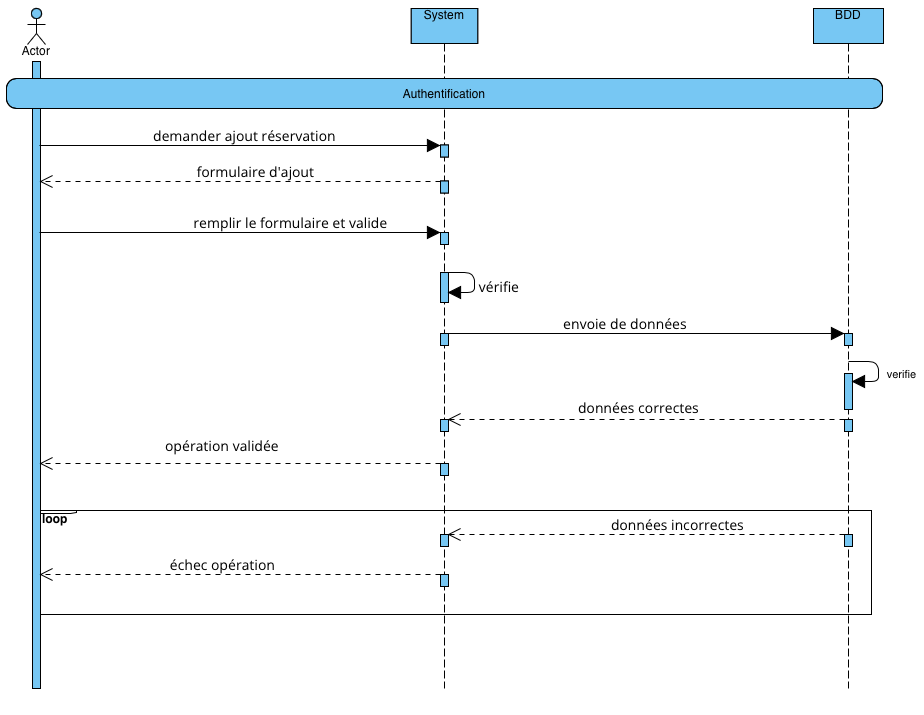 System
BDD
Actor
Authentification
demander ajout réservation
formulaire d'ajout
remplir le formulaire et valide
vérifie
envoie de données
verifie
données correctes
opération validée
loop
données incorrectes
échec opération